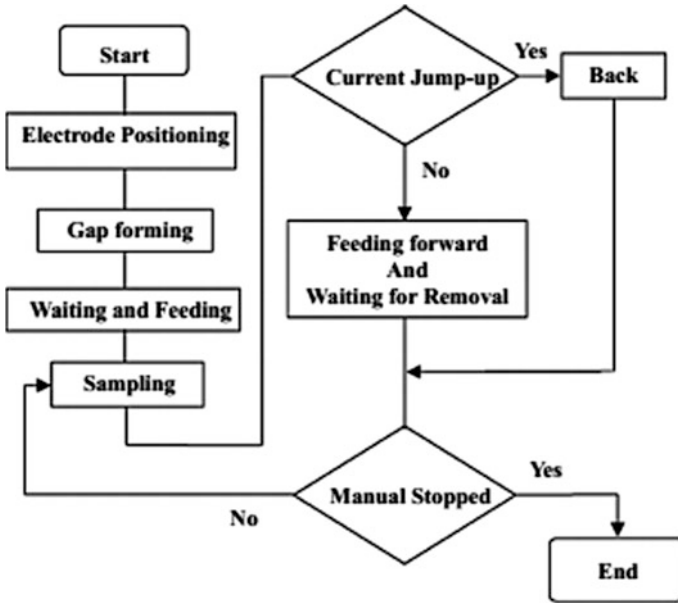 Start
Electrode Positioning
Gap forming
Waiting and Feeding
Sampling
Current Jump-up
Yes
Back
No
Feeding forward
And
Waiting for Removal
Manual Stopped
No
Yes
End